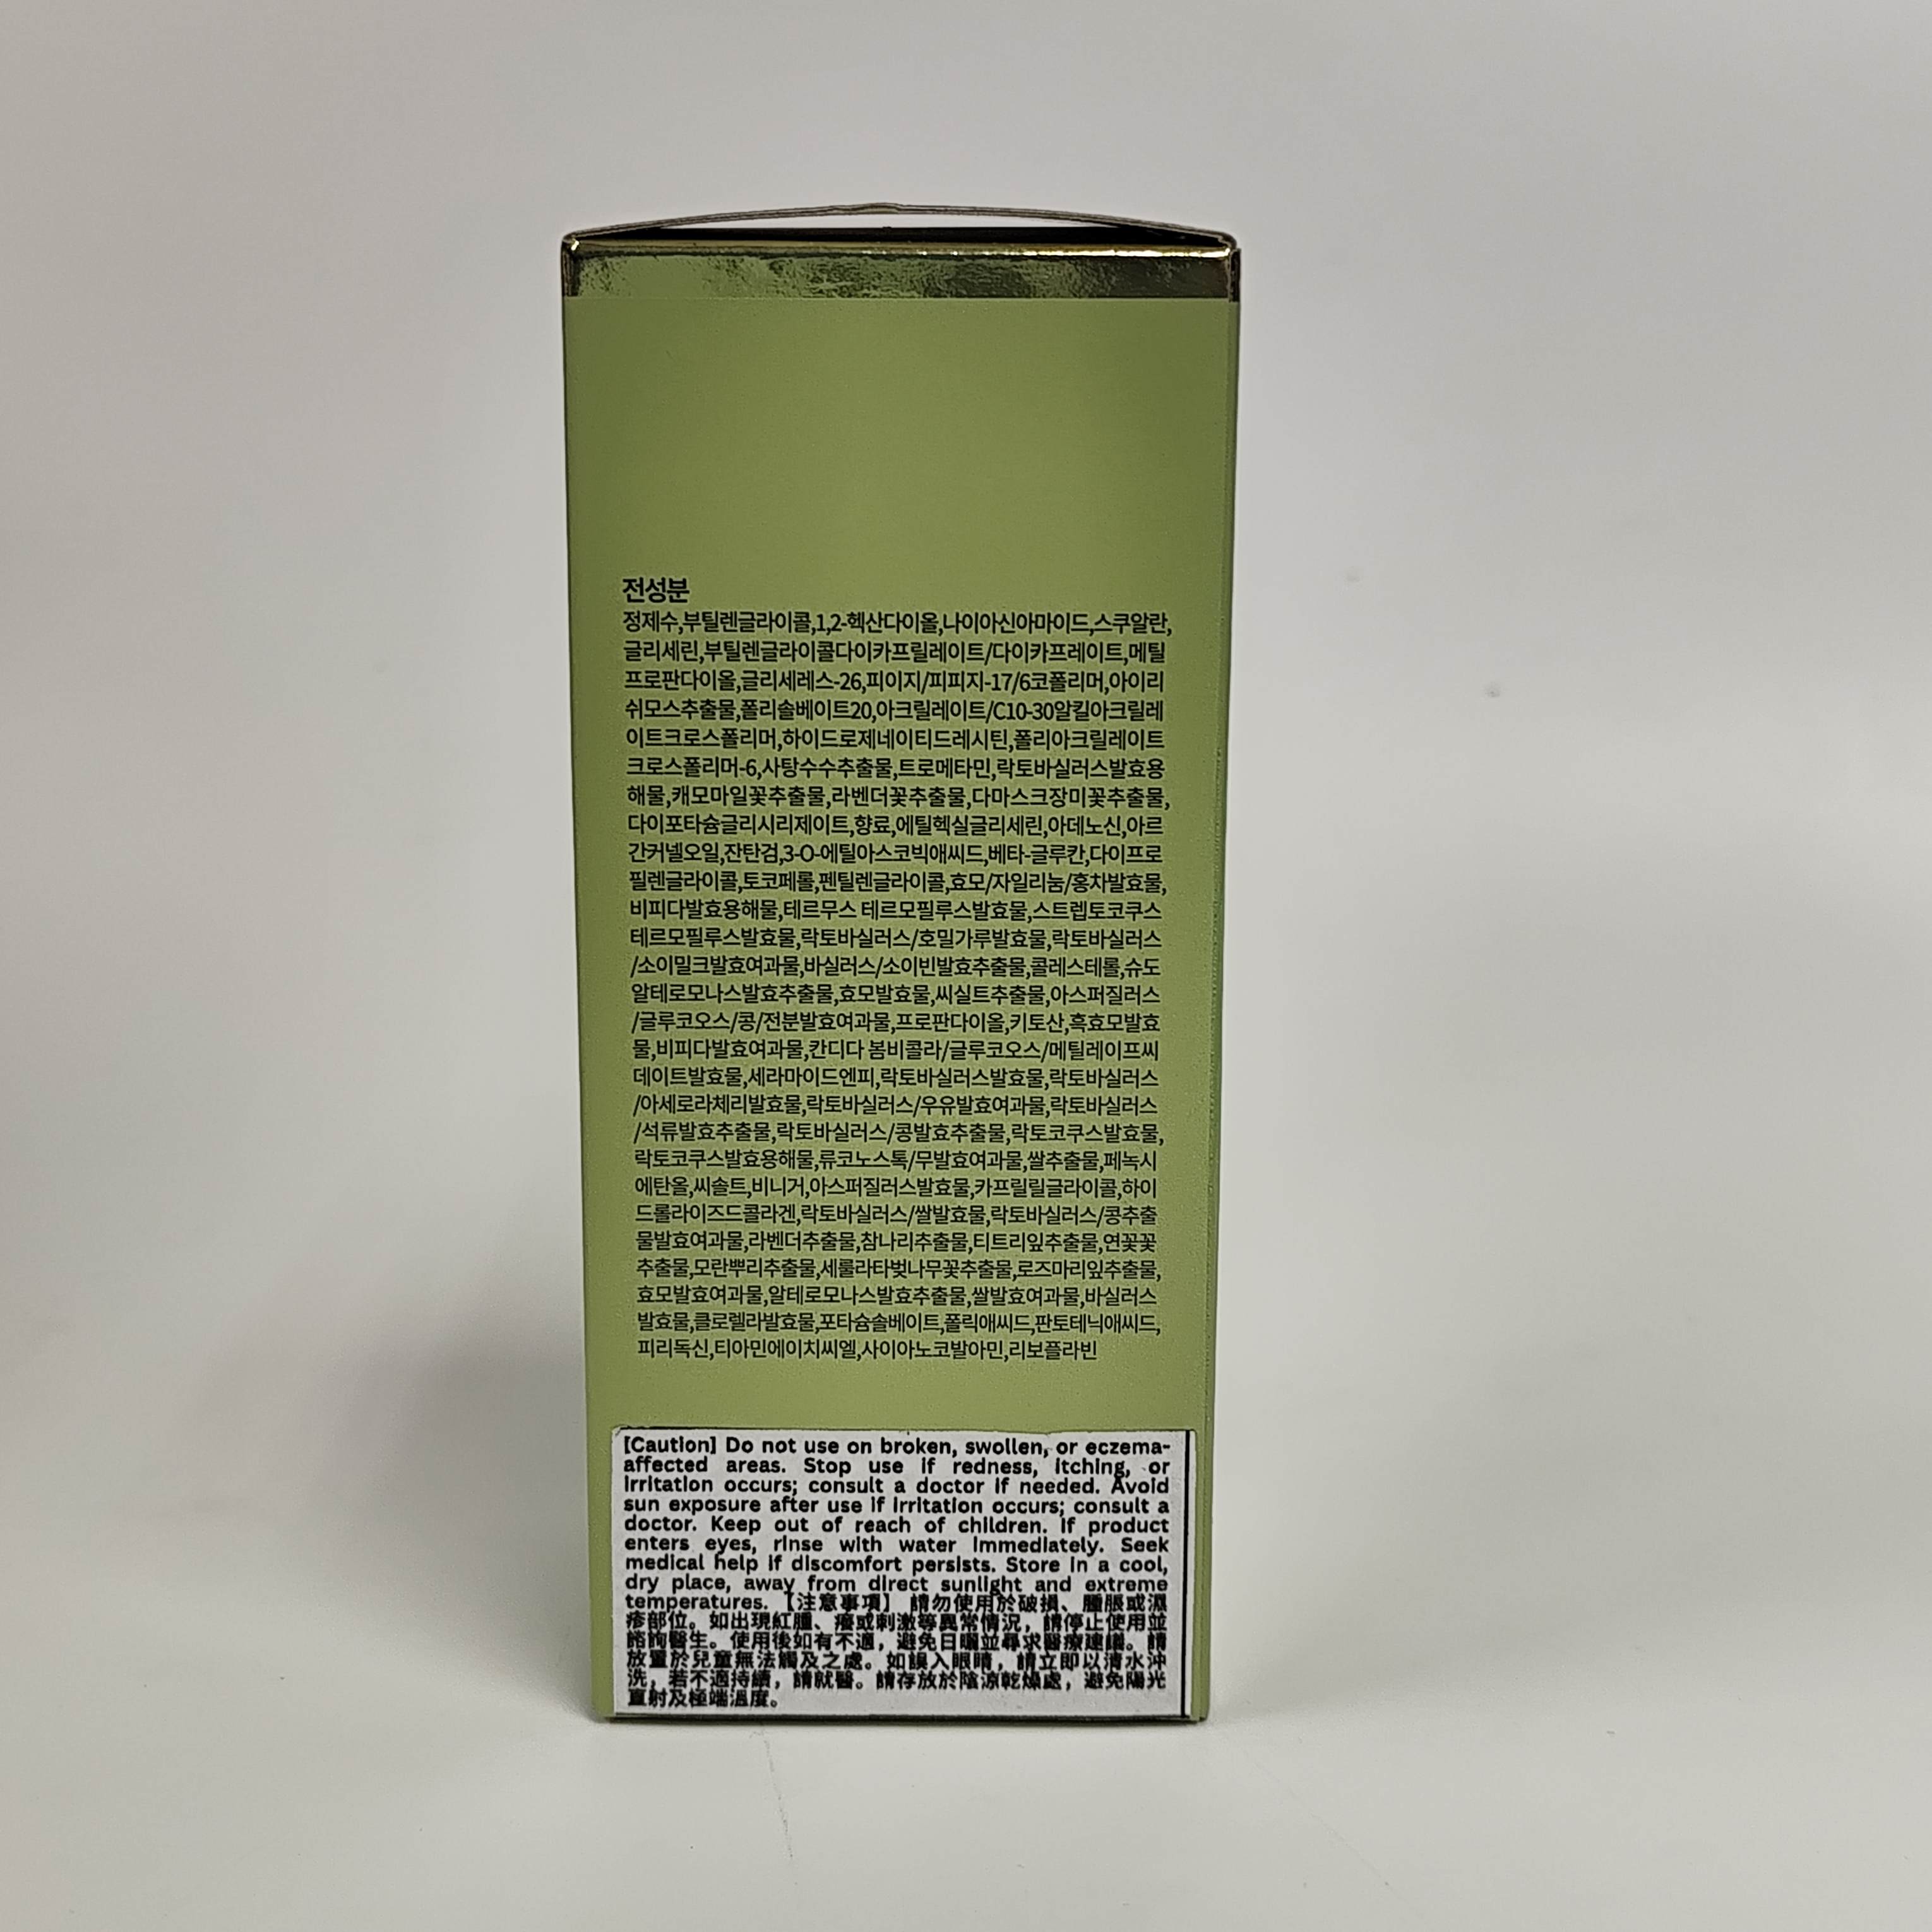 전성분
정제수,부틸렌글라이콜,1,2-헥산다이올,나이아신아마이드,스쿠알란,
글리세린,부틸렌글라이콜다이카프릴레이트/다이카프레이트,메틸
프로판다이올,글리세레스-26,피이지/피피지-17/6코폴리머,아이리
쉬모스추출물,폴리솔베이트20,아크릴레이트/C10-30알킬아크릴레
이트크로스폴리머,하이드로제네이티드레시틴,폴리아크릴레이트
크로스폴리머-6,사탕수수추출물,트로메타민,락토바실러스발효용
해물,캐모마일꽃추출물,라벤더꽃추출물,다마스크장미꽃추출물,
다이포타슘글리시리제이트,향료,에틸헥실글리세린,아데노신,아르
간커넬오일,잔탄검,3-O-에틸아스코빅애씨드,베타-글루칸,다이프로
필렌글라이콜,토코페롤,펜틸렌글라이콜,효모/자일리눔/홍차발효물,
비피다발효용해물,테르무스 테르모필루스발효물,스트렙토코쿠스
테르모필루스발효물,락토바실러스/호밀가루발효물,락토바실러스
/소이밀크발효여과물,바실러스/소이빈발효추출물,콜레스테롤,슈도
알테로모나스발효추출물,효모발효물,씨실트추출물,아스퍼질러스
/글루코오스/콩/전분발효여과물,프로판다이올,키토산,흑효모발효
물,비피다발효여과물,칸디다 봄비콜라/글루코오스/메틸레이프씨
데이트발효물,세라마이드엔피,락토바실러스발효물,락토바실러스
/아세로라체리발효물,락토바실러스/우유발효여과물,락토바실러스
/석류발효추출물,락토바실러스/콩발효추출물,락토코쿠스발효물,
락토코쿠스발효용해물,류코노스톡/무발효여과물,쌀추출물,페녹시
에탄올,씨솔트,비니거,아스퍼질러스발효물,카프릴릴글라이콜,하이
드롤라이즈드콜라겐,락토바실러스/쌀발효물,락토바실러스/콩추출
물발효여과물,라벤더추출물,참나리추출물,티트리잎추출물,연꽃꽃
추출물,모란뿌리추출물,세룰라타벚나무꽃추출물,로즈마리잎추출물,
효모발효여과물,알테로모나스발효추출물,쌀발효여과물,바실러스
발효물,클로렐라발효물,포타슘솔베이트,폴릭애씨드,판토테닉애씨드,
피리독신,티아민에이치씨엘,사이아노코발아민,리보플라빈
[Caution] Do not use on broken, swollen, or eczema-
affected areas. Stop use if redness, itching, or
irritation occurs; consult a doctor if needed. Avoid
sun exposure after use if irritation occurs; consult a
doctor. Keep out of reach of children. If product
enters eyes, rinse with water immediately. Seek
medical help if discomfort persists. Store in a cool,
dry place, away from direct sunlight and extreme
temperatures. 【注意事項】 請勿使用於破損、腫脹或濕
疹部位。如出現紅腫、癢或刺激等異常情況，請停止使用並
諮詢醫生。使用後如有不適，避免日曬並尋求醫療建議。請
放置於兒童無法觸及之處。如誤入眼睛，請立即以清水沖
洗，若不適持續，請就醫。請存放於陰涼乾燥處，避免陽光
直射及極端溫度。